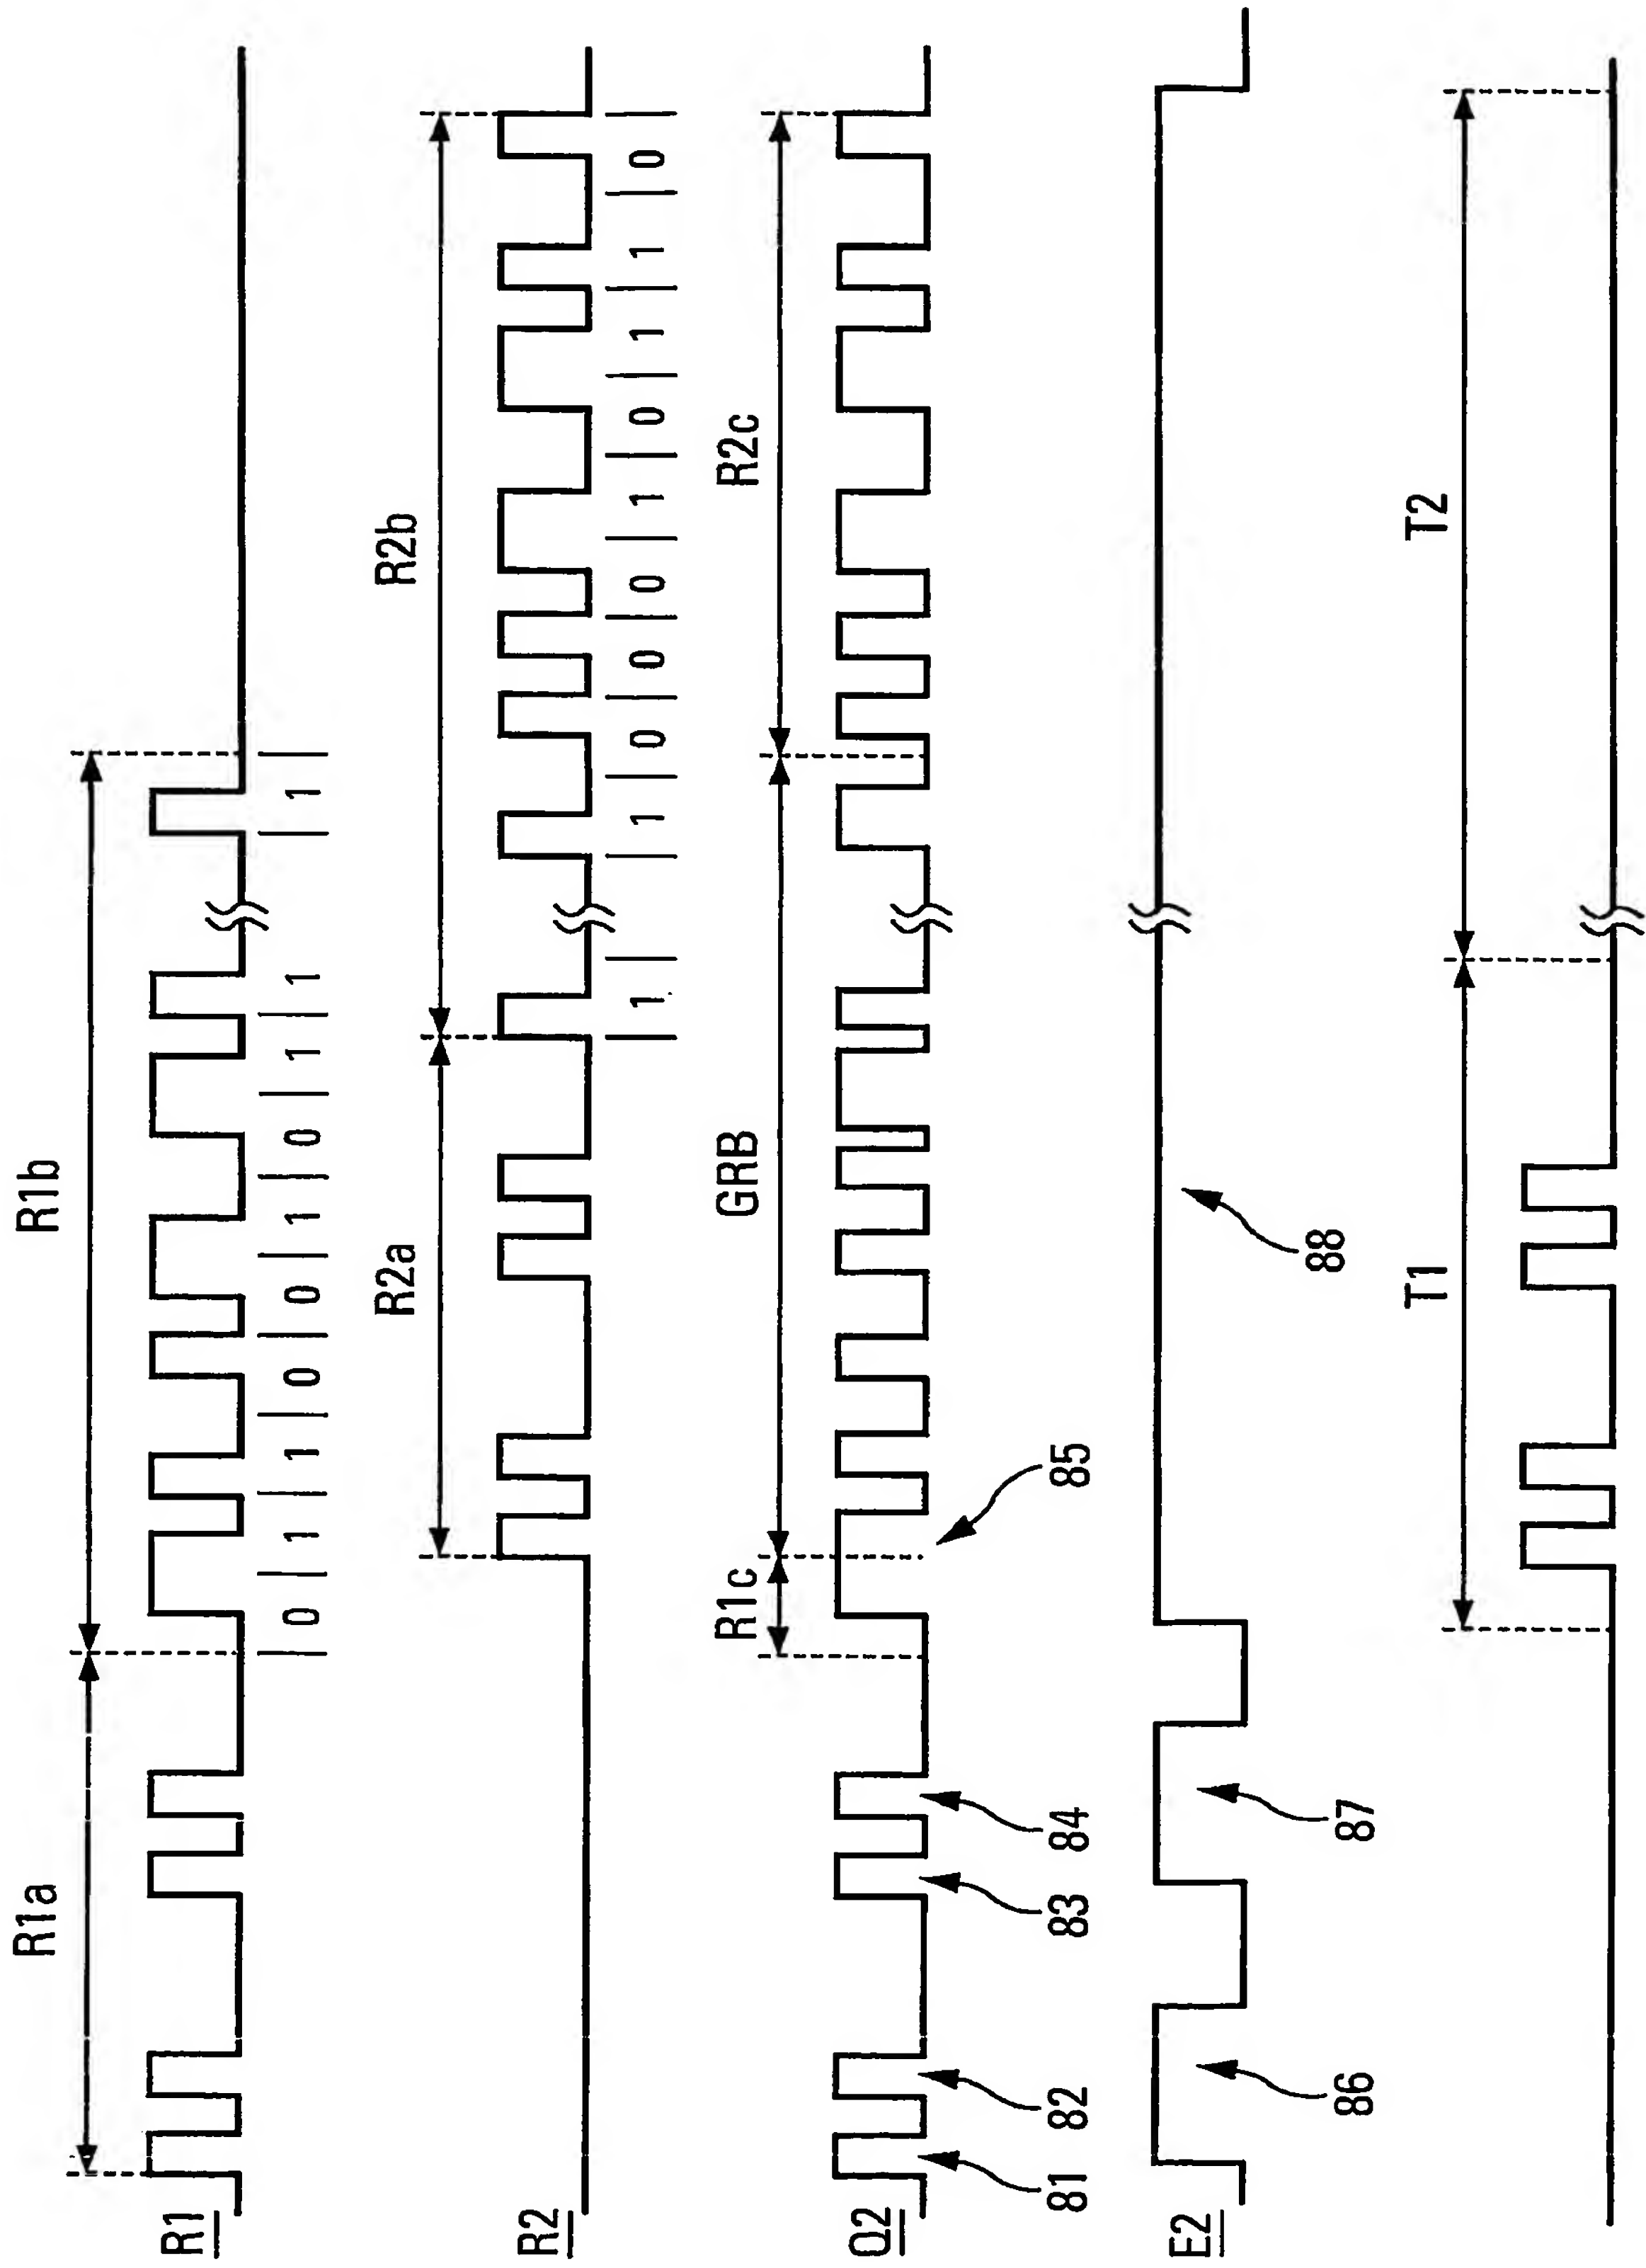 R1a R1b
R1
0 1 1 0 0 1 0 1 1 1
R2a R2b
R2
1 1 0 0 0 1 0 1 1 0
R1c GRB R2c
Q2
81 82 83 84 85
E2
86 87 88
T1 T2